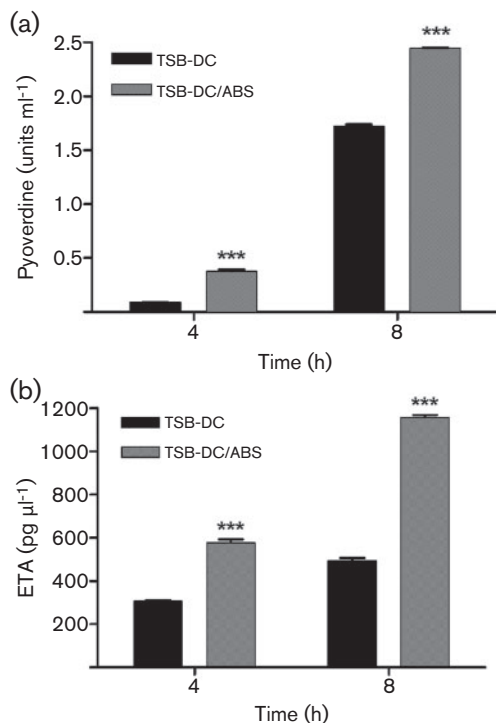 (a)
2.5
2.0
1.5
1.0
0.5
Pyoverdine (units ml-1)
TSB-DC
TSB-DC/ABS
***
***
4
8
Time (h)
(b)
1200
1000
800
600
400
200
ETA (pg µl-1)
TSB-DC
TSB-DC/ABS
***
***
4
8
Time (h)